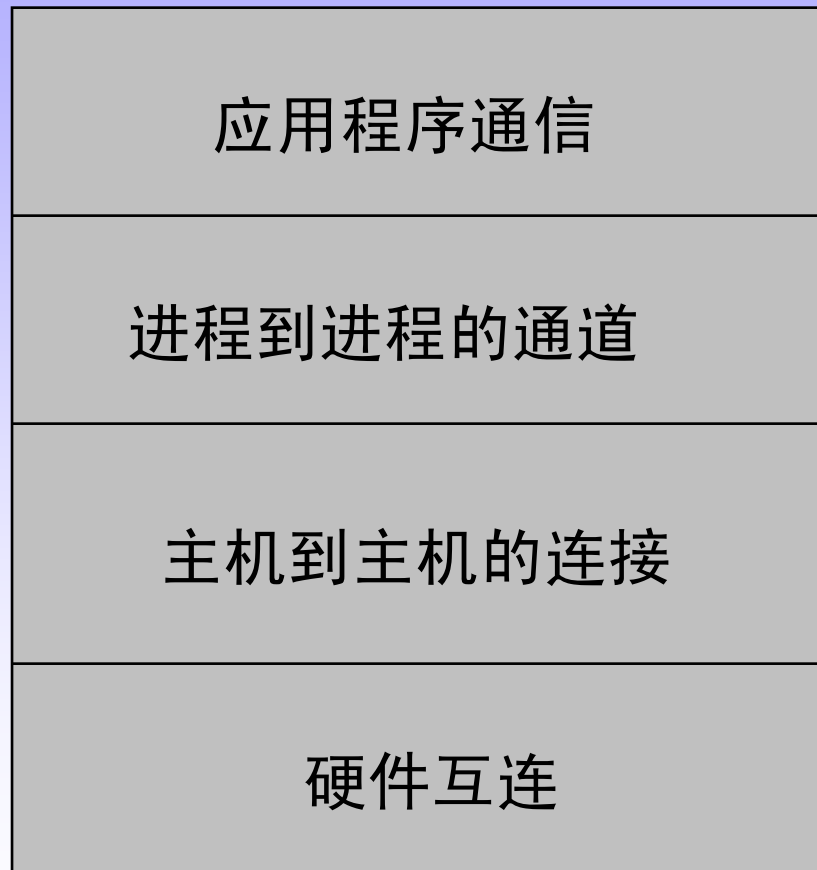 应用程序通信
进程到进程的通道
主机到主机的连接
硬件互连